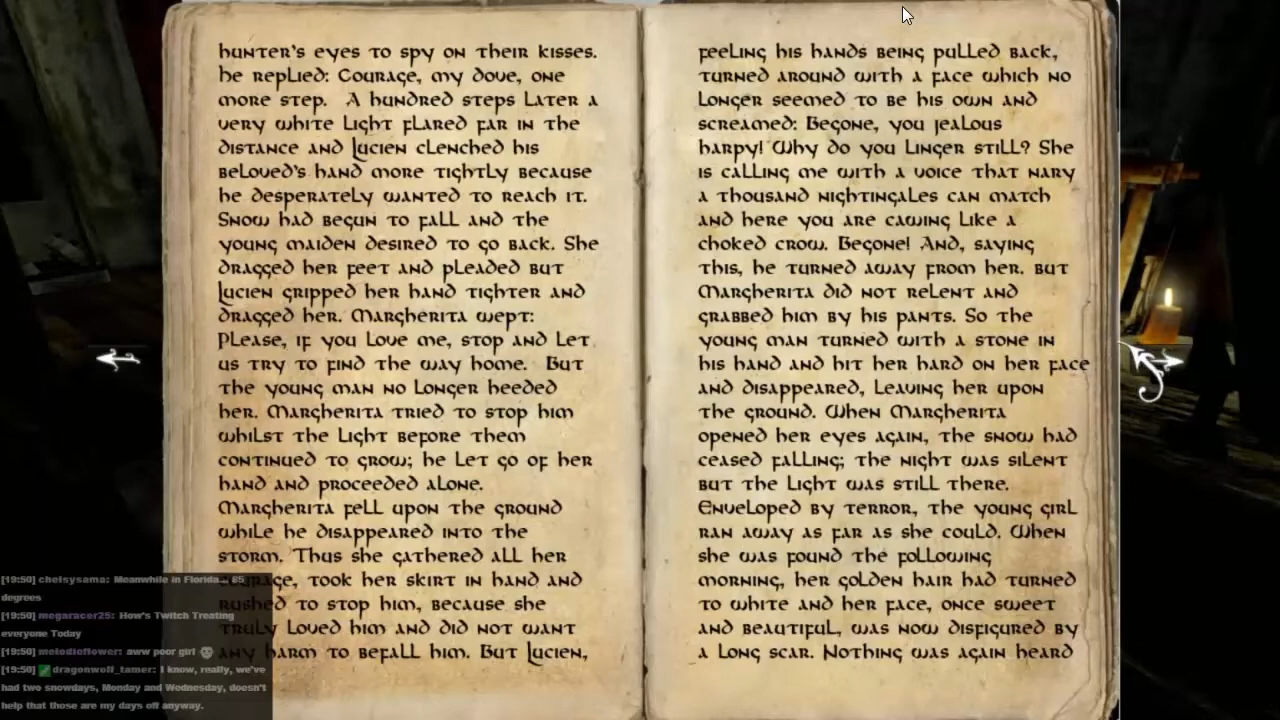 hunter's eyes to spy on their kisses.
He replied: Courage, my dove, one
more step. A hundred steps later a
very white light flared far in the
distance and Lucien clenched his
beloved's hand more tightly because
he desperately wanted to reach it.
Snow had begun to fall and the
young maiden desired to go back. She
dragged her feet and pleaded but
Lucien gripped her hand tighter and
dragged her. Margherita wept:
Please, if you love me, stop and let
us try to find the way home. But
the young man no longer heeded
her. Margherita tried to stop him
whilst the light before them
continued to grow; he let go of her
hand and proceeded alone.
Margherita fell upon the ground
while he disappeared into the
storm. Thus she gathered all her
courage, took her skirt in hand and
rushed to stop him, because she
truly loved him and did not want
any harm to befall him. But Lucien,
feeling his hands being pulled back,
turned around with a face which no
longer seemed to be his own and
screamed: Begone, you jealous
harpy! Why do you linger still? She
is calling me with a voice that nary
a thousand nightingales can match
and here you are cawing like a
choked crow. Begone! And, saying
this, he turned away from her. But
Margherita did not relent and
grabbed him by his pants. So the
young man turned with a stone in
his hand and hit her hard on her face
and disappeared, leaving her upon
the ground. When Margherita
opened her eyes again, the snow had
ceased falling; the night was silent
but the light was still there.
Enveloped by terror, the young girl
ran away as far as she could. When
she was found the following
morning, her golden hair had turned
to white and her face, once sweet
and beautiful, was now disfigured by
a long scar. Nothing was again heard
[19:50] chelsysama: Meanwhile in Florida... 85
degrees
[19:50] megaracer25: How's Twitch Treating
everyone Today
[19:50] melodieflower: aww poor girl
[19:50] dragonwolf_tamer: I know, really, we've
had two snowdays, Monday and Wednesday, doesn't
help that those are my days off anyway.